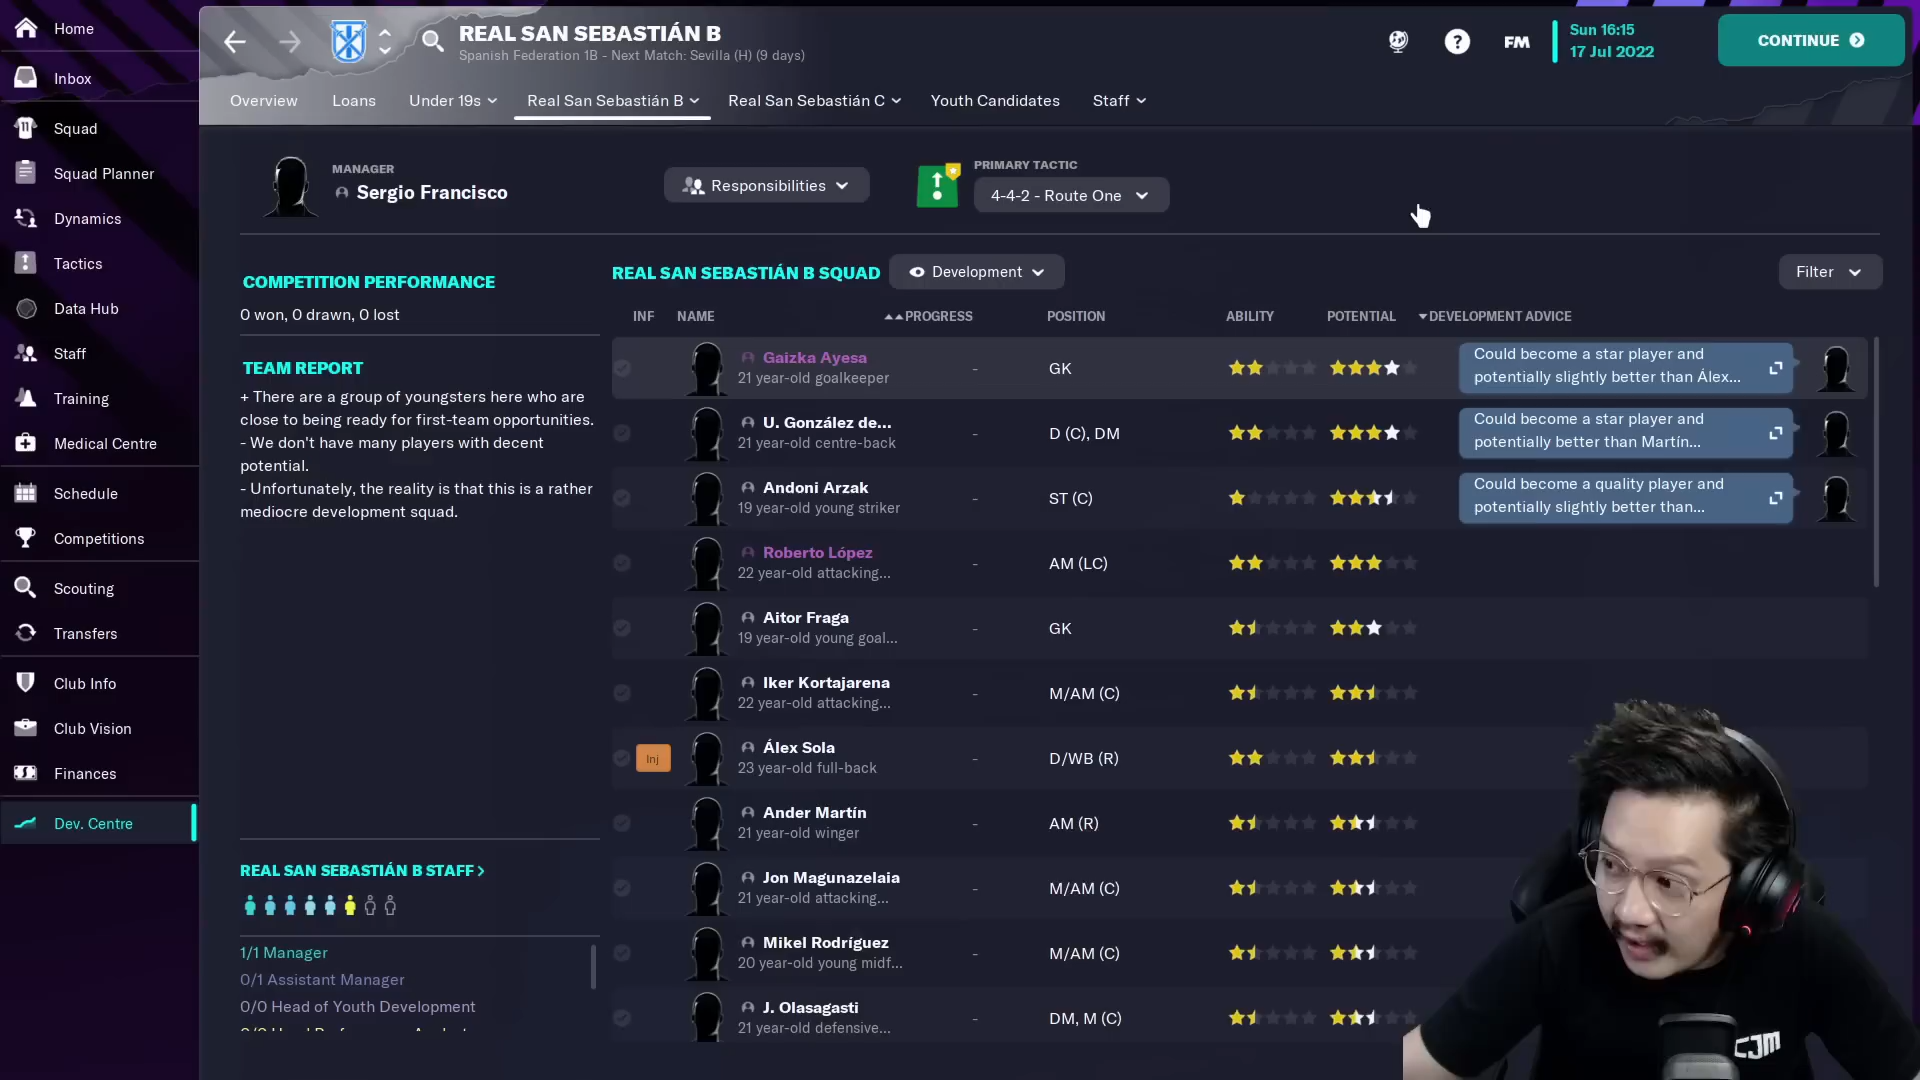 Home
Inbox
Squad
Squad Planner
Dynamics
Tactics
Data Hub
Staff
Training
Medical Centre
Schedule
Competitions
Scouting
Transfers
Club Info
Club Vision
Finances
Dev. Centre
REAL SAN SEBASTIÁN B
Spanish Federation 1B - Next Match: Sevilla (H) (9 days)
FM
Sun 16:15
17 Jul 2022
CONTINUE
Overview
Loans
Under 19s
Real San Sebastián B
Real San Sebastián C
Youth Candidates
Staff
MANAGER
Sergio Francisco
Responsibilities
PRIMARY TACTIC
4-4-2 - Route One
COMPETITION PERFORMANCE
0 won, 0 drawn, 0 lost
TEAM REPORT
+ There are a group of youngsters here who are
close to being ready for first-team opportunities.
- We don't have many players with decent
potential.
- Unfortunately, the reality is that this is a rather
mediocre development squad.
REAL SAN SEBASTIÁN B STAFF >
1/1 Manager
0/1 Assistant Manager
0/0 Head of Youth Development
REAL SAN SEBASTIÁN B SQUAD
Development
Filter
INF NAME PROGRESS POSITION ABILITY POTENTIAL DEVELOPMENT ADVICE
Gaizka Ayesa
21 year-old goalkeeper
-
GK
Could become a star player and
potentially slightly better than Álex...
U. González de...
21 year-old centre-back
-
D (C), DM
Could become a star player and
potentially better than Martín...
Andoni Arzak
19 year-old young striker
-
ST (C)
Could become a quality player and
potentially slightly better than...
Roberto López
22 year-old attacking...
-
AM (LC)
Aitor Fraga
19 year-old young goal...
-
GK
Iker Kortajarena
22 year-old attacking...
-
M/AM (C)
Inj
Álex Sola
23 year-old full-back
-
D/WB (R)
Ander Martín
21 year-old winger
-
AM (R)
Jon Magunazelaia
21 year-old attacking...
-
M/AM (C)
Mikel Rodríguez
20 year-old young midf...
-
M/AM (C)
J. Olasagasti
21 year-old defensive...
-
DM, M (C)
CJM